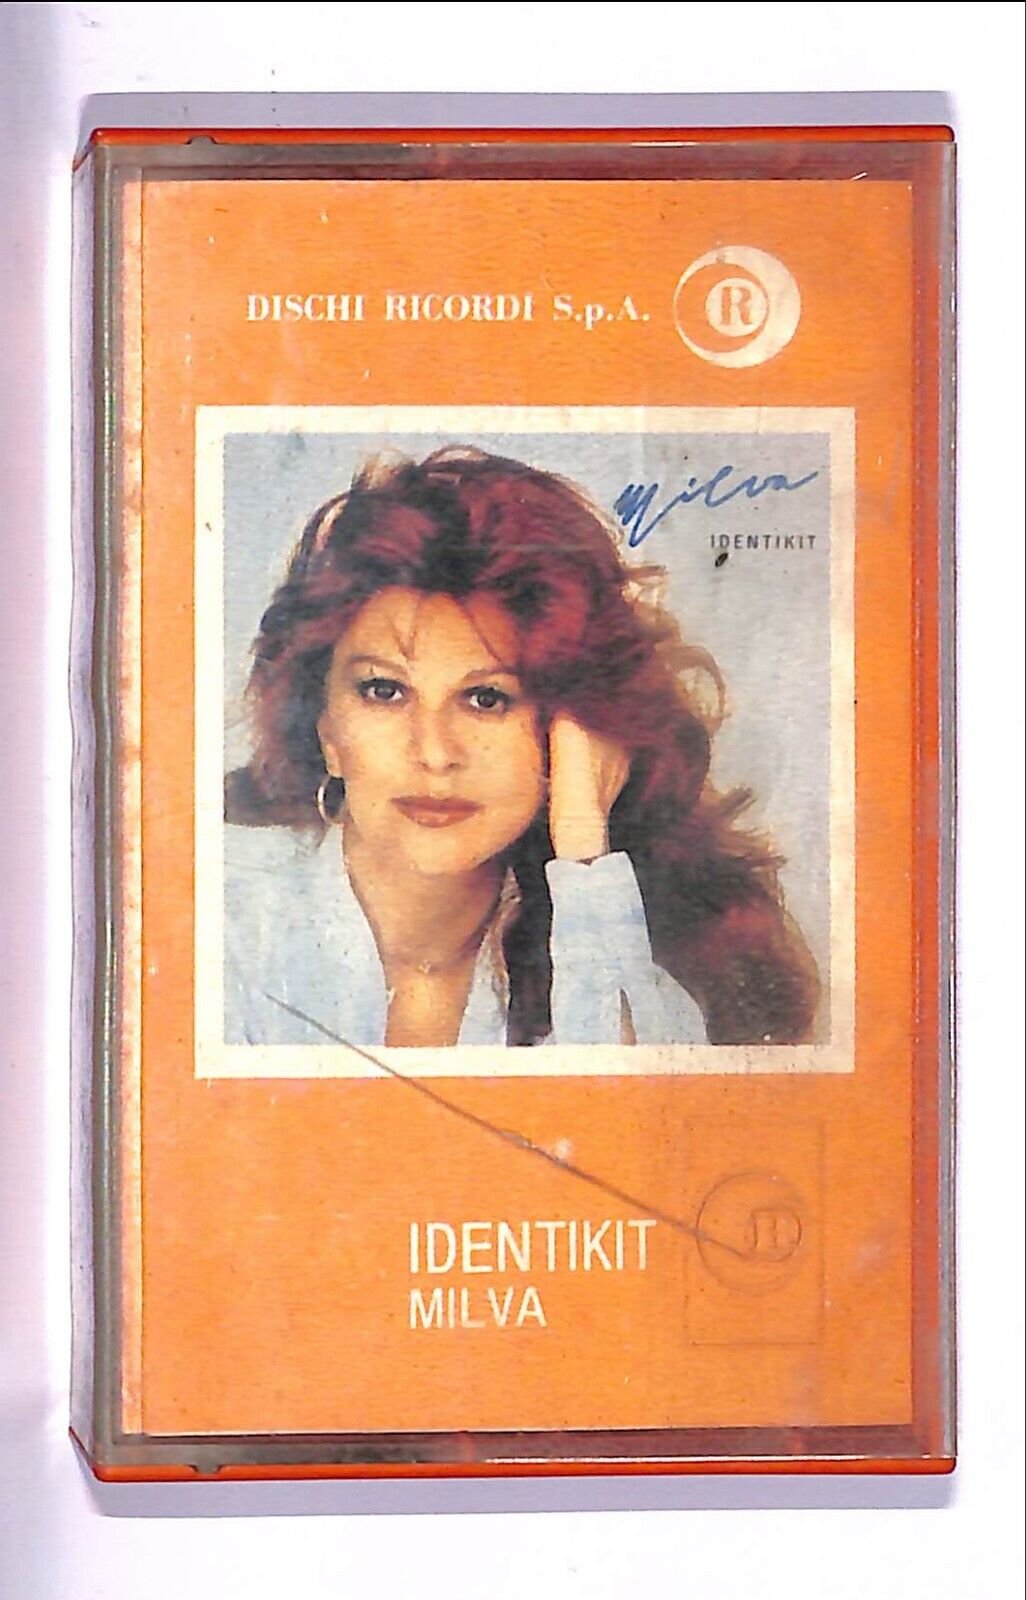 DISCHI RICORDI S.p.A.
R
Milva
IDENTIKIT
IDENTIKIT
MILVA
R